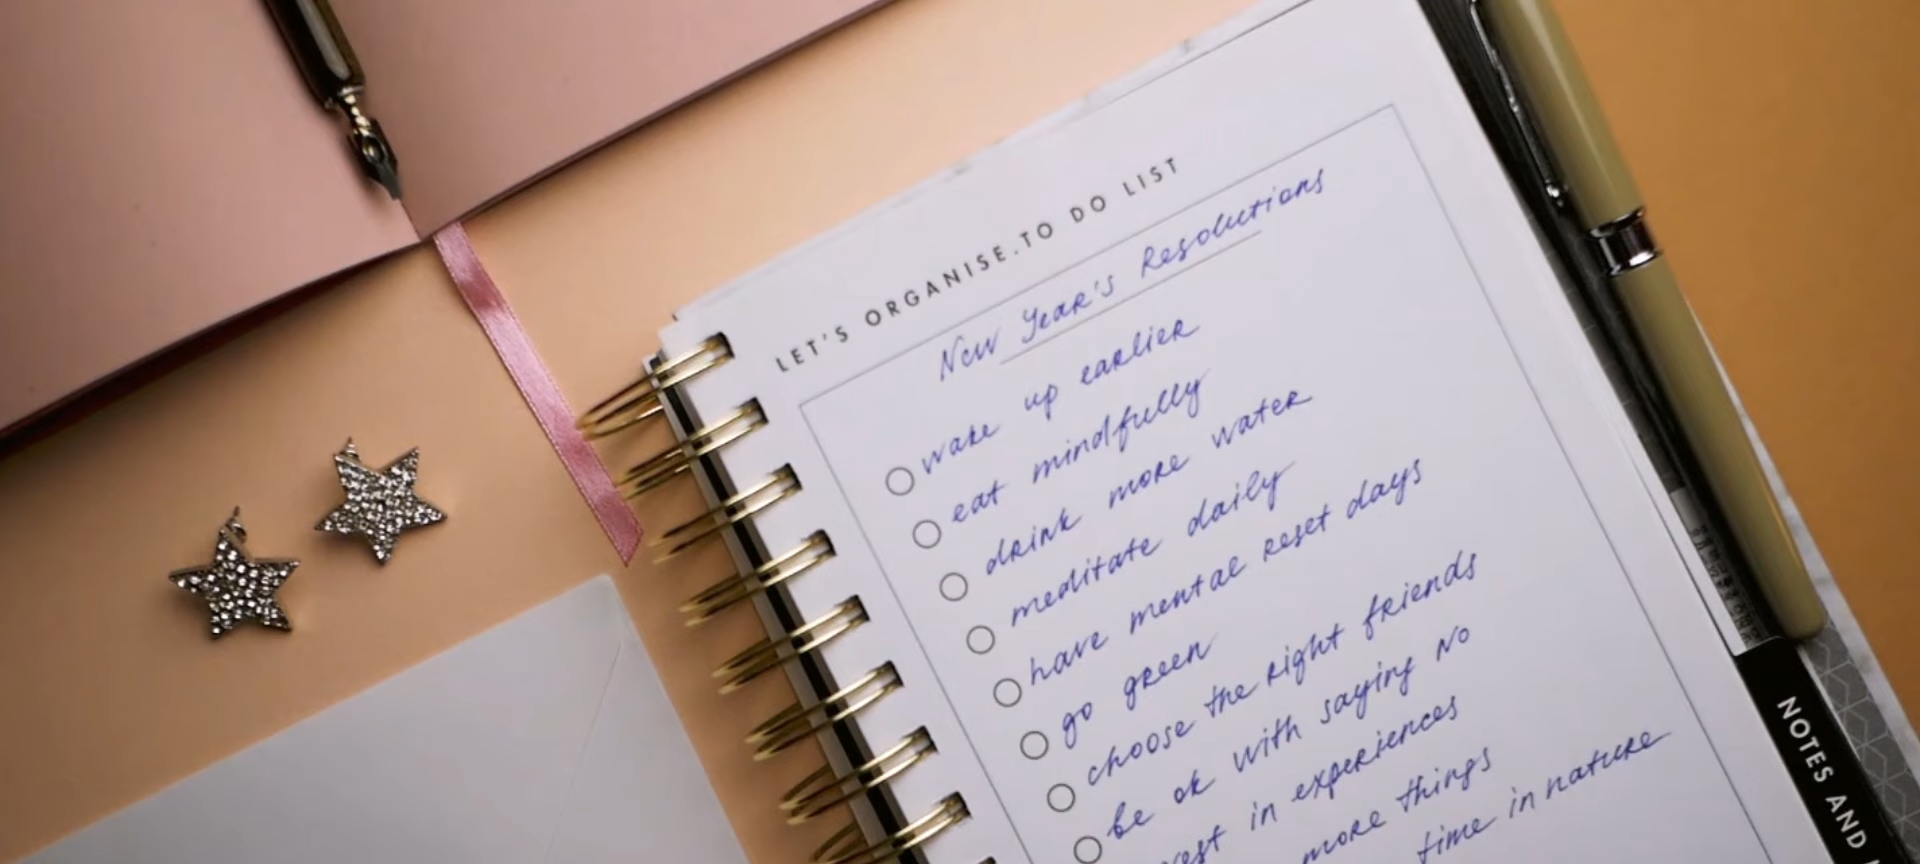 LET'S ORGANISE.TO DO LIST
New Year's Resolutions
wake up earlier
eat mindfully
drink more water
meditate daily
have mental reset days
go green
choose the right friends
be ok with saying no
in experiences
more things
time in nature
NOTES AND